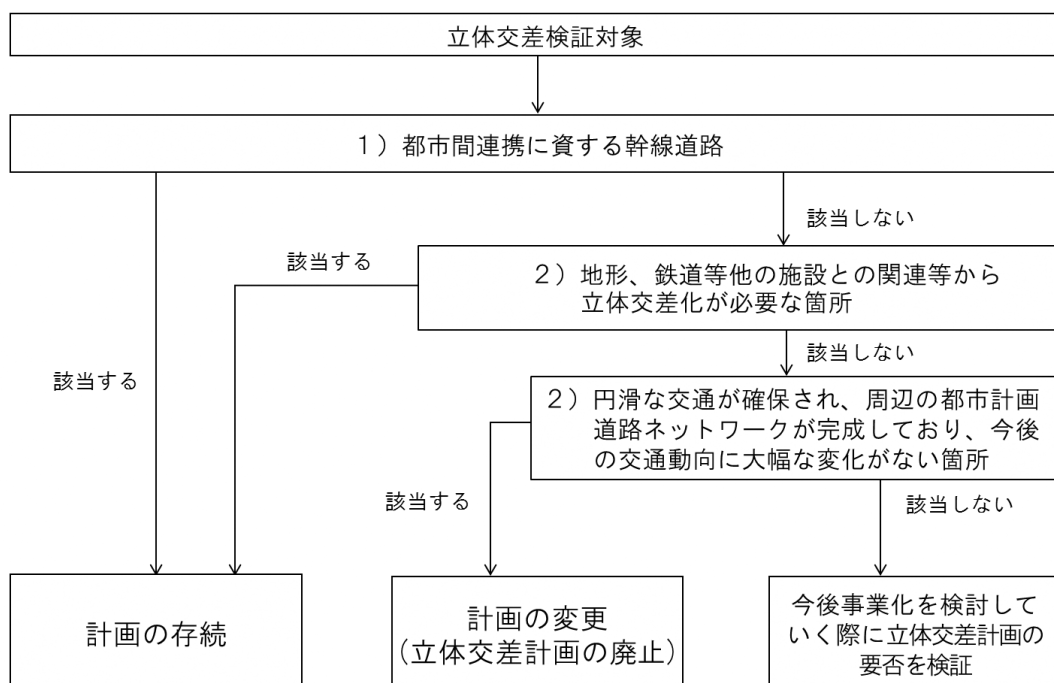 立体交差検証対象
1）都市間連携に資する幹線道路
該当しない
該当する
2）地形、鉄道等他の施設との関連等から
立体交差化が必要な箇所
該当しない
該当する
2）円滑な交通が確保され、周辺の都市計画
道路ネットワークが完成しており、今後
の交通動向に大幅な変化がない箇所
該当する
該当しない
計画の存続
計画の変更
（立体交差計画の廃止）
今後事業化を検討して
いく際に立体交差計画の
要否を検証